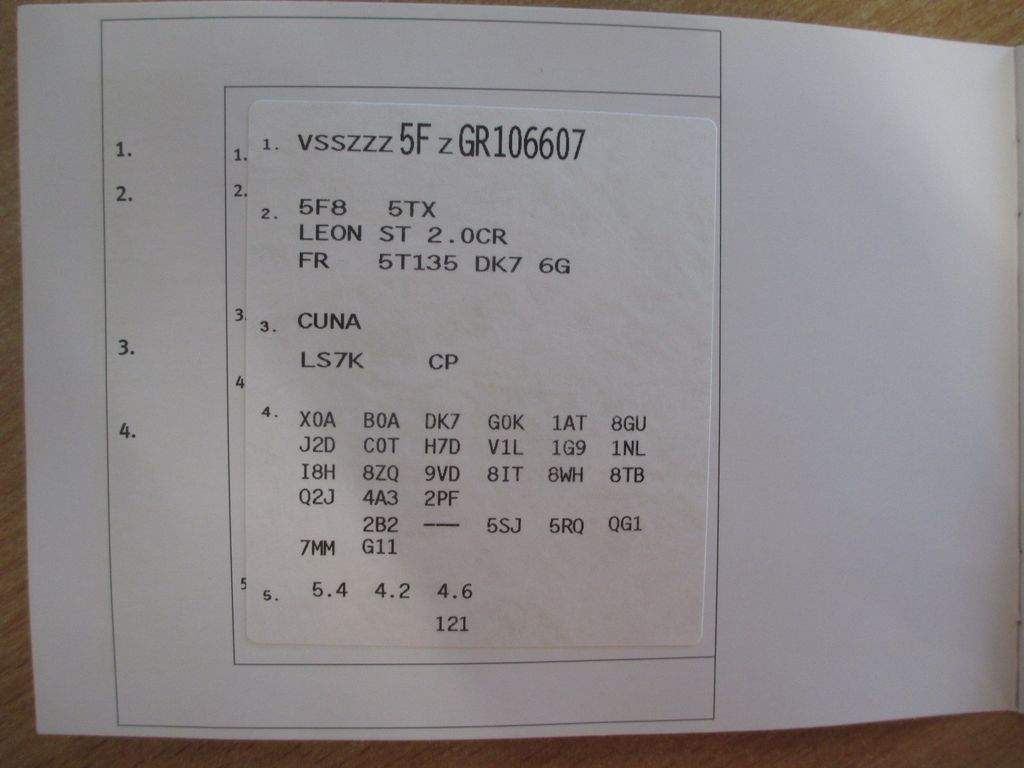 1. 1. 1. VSSZZZ 5F Z GR106607
2. 2. 2. 5F8 5TX
LEON ST 2.0CR
FR 5T135 DK7 6G
3. 3. 3. CUNA
LS7K CP
4. 4 4. X0A B0A DK7 G0K 1AT 8GU
J2D C0T H7D V1L 1G9 1NL
I8H 8ZQ 9VD 8IT 8WH 8TB
Q2J 4A3 2PF
2B2 --- 5SJ 5RQ QG1
7MM G11
5 5. 5.4 4.2 4.6
121